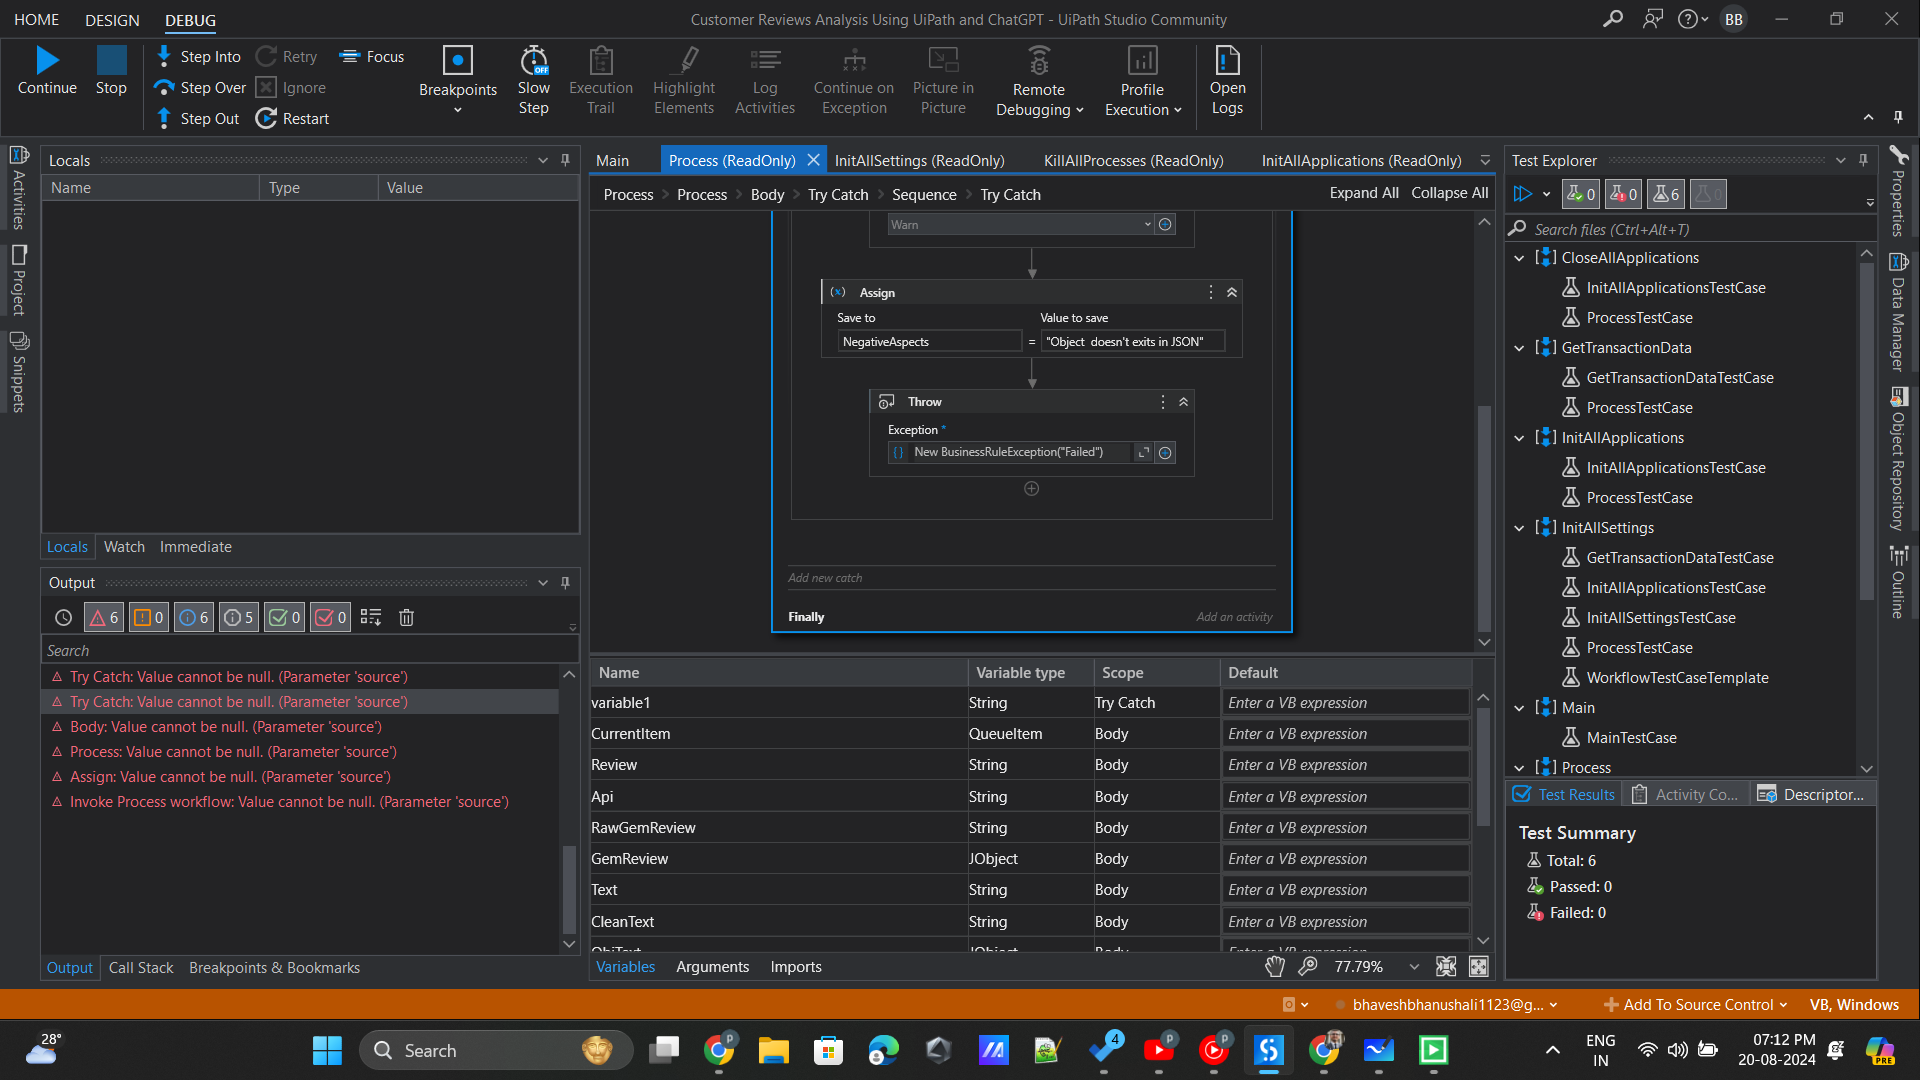 HOME DESIGN DEBUG
Customer Reviews Analysis Using UiPath and ChatGPT - UiPath Studio Community
BB
Continue Stop
Step Into Retry Focus
Step Over Ignore
Step Out Restart
Breakpoints
Slow Step
OFF
Execution Trail
Highlight Elements
Log Activities
Continue on Exception
Picture in Picture
Remote Debugging
Profile Execution
Open Logs
Activities
Project
Snippets
Locals
Name Type Value
Locals Watch Immediate
Output
6 0 6 5 0 0
Search
Try Catch: Value cannot be null. (Parameter 'source')
Try Catch: Value cannot be null. (Parameter 'source')
Body: Value cannot be null. (Parameter 'source')
Process: Value cannot be null. (Parameter 'source')
Assign: Value cannot be null. (Parameter 'source')
Invoke Process workflow: Value cannot be null. (Parameter 'source')
Output Call Stack Breakpoints & Bookmarks
Main Process (ReadOnly) InitAllSettings (ReadOnly) KillAllProcesses (ReadOnly) InitAllApplications (ReadOnly)
Process > Process > Body > Try Catch > Sequence > Try Catch
Expand All Collapse All
Warn
Assign
Save to Value to save
NegativeAspects = "Object doesn't exits in JSON"
Throw
Exception *
New BusinessRuleException("Failed")
Add new catch
Finally Add an activity
Name Variable type Scope Default
variable1 String Try Catch Enter a VB expression
CurrentItem QueueItem Body Enter a VB expression
Review String Body Enter a VB expression
Api String Body Enter a VB expression
RawGemReview String Body Enter a VB expression
GemReview JObject Body Enter a VB expression
Text String Body Enter a VB expression
CleanText String Body Enter a VB expression
ObjText JObject Body Enter a VB expression
Variables Arguments Imports
77.79%
Test Explorer
0 0 6 0
Search files (Ctrl+Alt+T)
CloseAllApplications
InitAllApplicationsTestCase
ProcessTestCase
GetTransactionData
GetTransactionDataTestCase
ProcessTestCase
InitAllApplications
InitAllApplicationsTestCase
ProcessTestCase
InitAllSettings
GetTransactionDataTestCase
InitAllApplicationsTestCase
InitAllSettingsTestCase
ProcessTestCase
WorkflowTestCaseTemplate
Main
MainTestCase
Process
Test Results Activity Co... Descriptor...
Test Summary
Total: 6
Passed: 0
Failed: 0
Properties
Data Manager
Object Repository
Outline
bhaveshbhanushali1123@g...
Add To Source Control
VB, Windows
28°
Search
P
4
P
P
ENG
IN
07:12 PM
20-08-2024
PRE